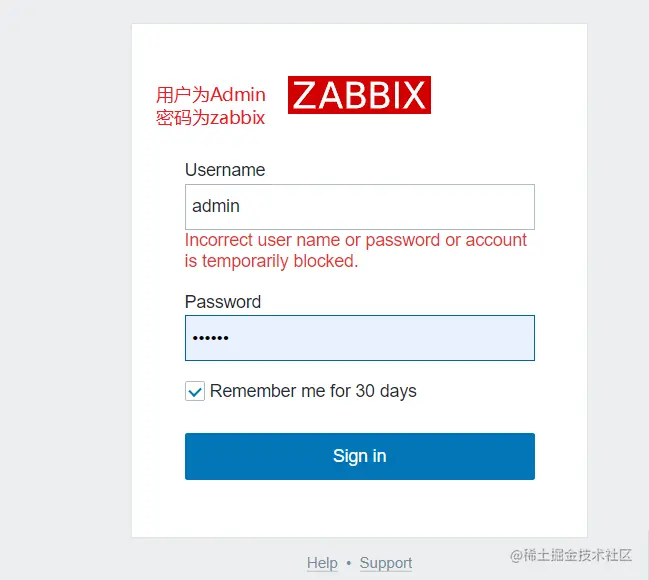 用户为Admin
密码为zabbix
ZABBIX
Username
admin
Incorrect user name or password or account
is temporarily blocked.
Password
••••••
Remember me for 30 days
Sign in
Help • Support
@稀土掘金技术社区